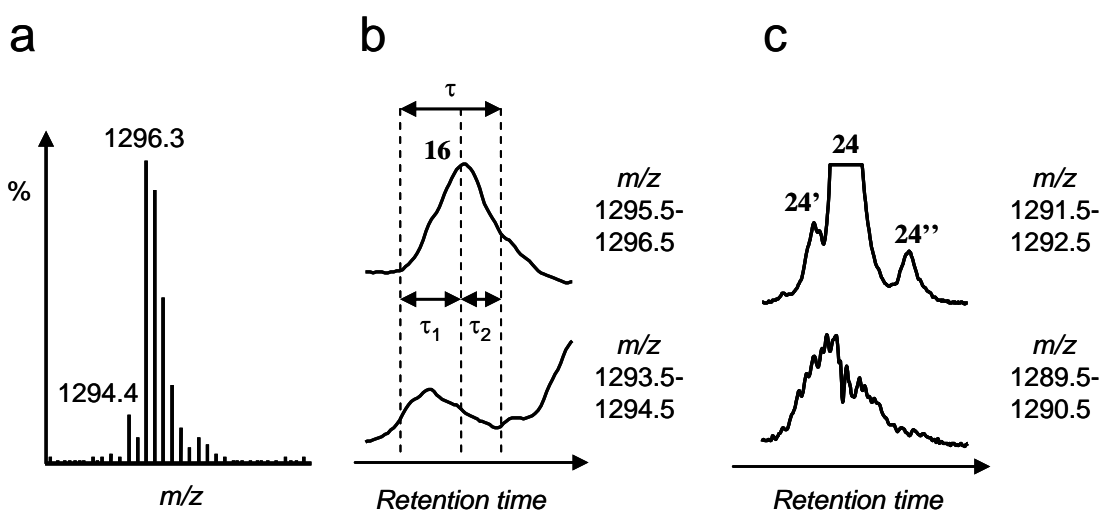 a
b
c
%
1296.3
1294.4
m/z
τ
16
τ1
τ2
m/z
1295.5-
1296.5
m/z
1293.5-
1294.5
Retention time
24
24’
24’’
m/z
1291.5-
1292.5
m/z
1289.5-
1290.5
Retention time